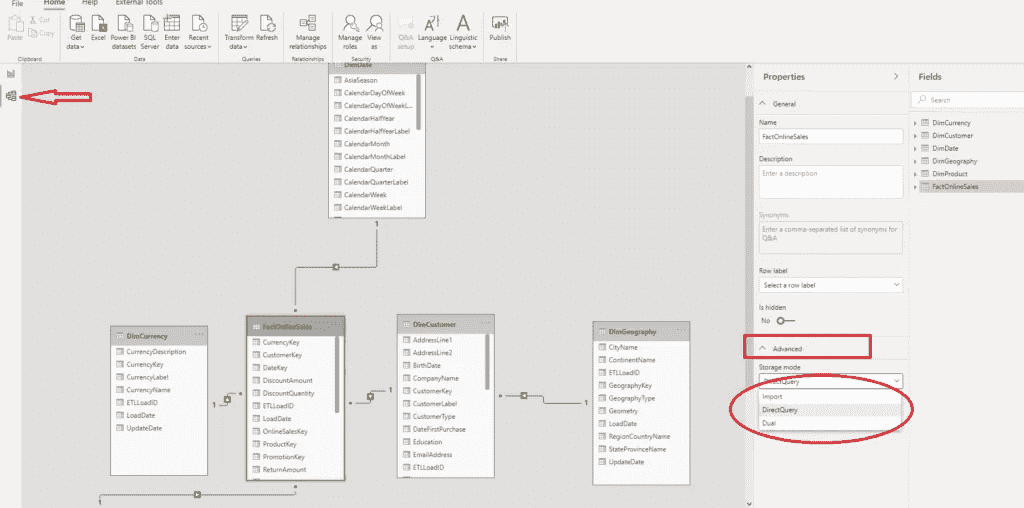 File
Home
Help
External Tools
Paste
Cut
Copy
Get
data
Excel
Power BI
datasets
SQL
Server
Enter
data
Recent
sources
Transform
data
Refresh
Manage
relationships
Manage
roles
View
as
Q&A
setup
Language
Linguistic
schema
Publish
Clipboard
Data
Queries
Relationships
Security
Q&A
Share
DimDate
AsiaSeason
CalendarDayOfWeek
CalendarDayOfWeekL...
CalendarHalfYear
CalendarHalfYearLabel
CalendarMonth
CalendarMonthLabel
CalendarQuarter
CalendarQuarterLabel
CalendarWeek
CalendarWeekLabel
1
DimCurrency
CurrencyDescription
CurrencyKey
CurrencyLabel
CurrencyName
ETLLoadID
LoadDate
UpdateDate
1
FactOnlineSales
CurrencyKey
CustomerKey
DateKey
DiscountAmount
DiscountQuantity
ETLLoadID
LoadDate
OnlineSalesKey
ProductKey
PromotionKey
ReturnAmount
1
1
DimCustomer
AddressLine1
AddressLine2
BirthDate
CompanyName
CustomerKey
CustomerLabel
CustomerType
DateFirstPurchase
Education
EmailAddress
ETLLoadID
1
DimGeography
CityName
ContinentName
ETLLoadID
GeographyKey
GeographyType
Geometry
LoadDate
RegionCountryName
StateProvinceName
UpdateDate
Properties
General
Name
FactOnlineSales
Description
Enter a description
Synonyms
Enter a comma-separated list of synonyms for
Q&A
Row label
Select a row label
Is hidden
No
Advanced
Storage mode
DirectQuery
Import
DirectQuery
Dual
Fields
Search
DimCurrency
DimCustomer
DimDate
DimGeography
DimProduct
FactOnlineSales